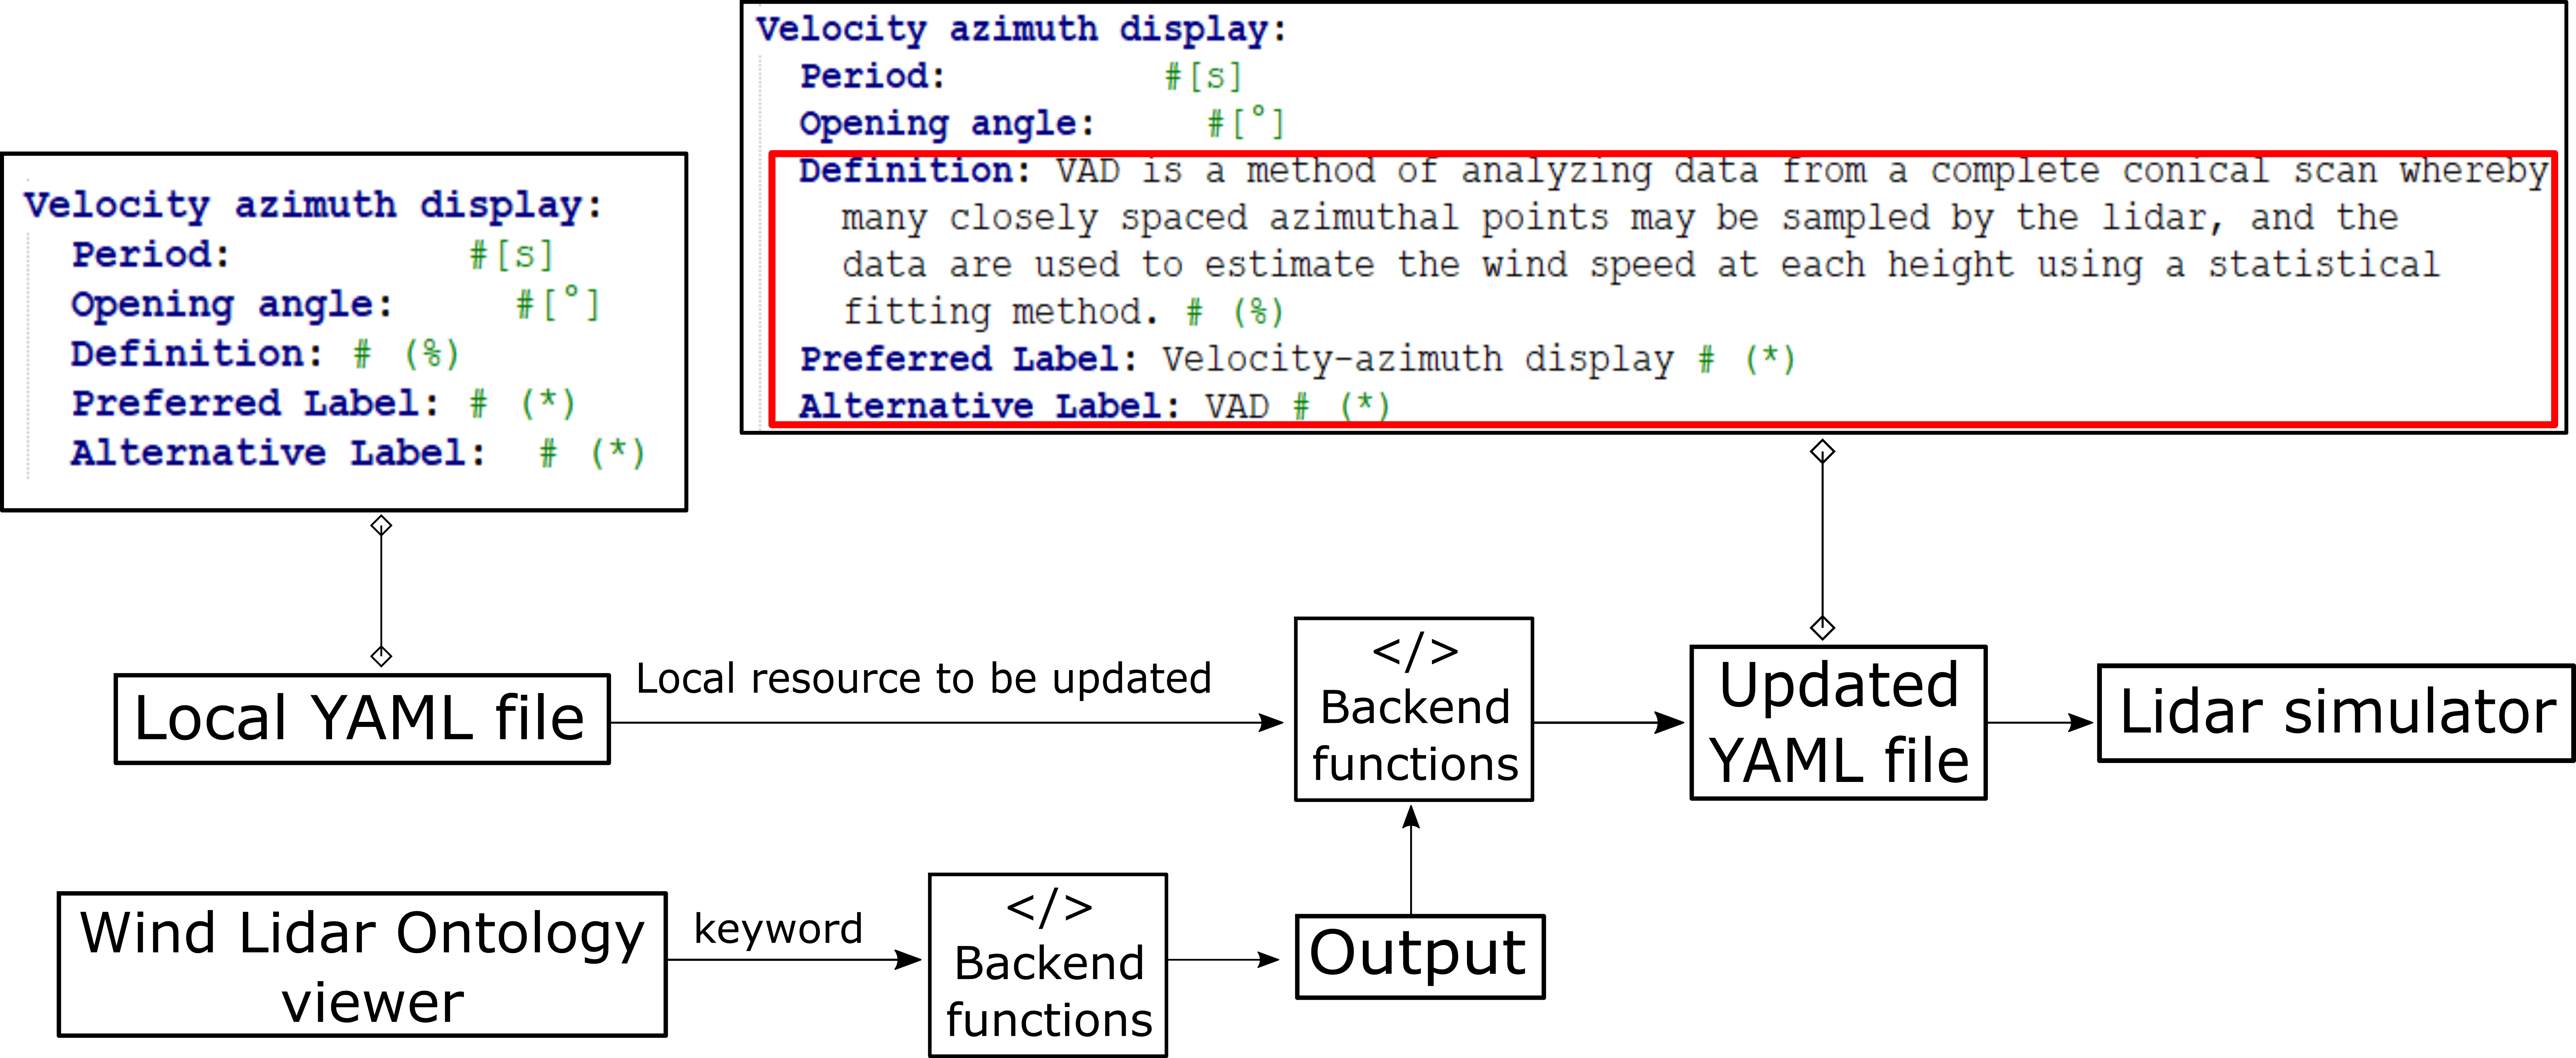 Velocity azimuth display:
Period: #[s]
Opening angle: #[°]
Definition: # (%)
Preferred Label: # (*)
Alternative Label: # (*)
Velocity azimuth display:
Period: #[s]
Opening angle: #[°]
Definition: VAD is a method of analyzing data from a complete conical scan whereby
many closely spaced azimuthal points may be sampled by the lidar, and the
data are used to estimate the wind speed at each height using a statistical
fitting method. # (%)
Preferred Label: Velocity-azimuth display # (*)
Alternative Label: VAD # (*)
Local YAML file
Local resource to be updated
</>
Backend
functions
Updated
YAML file
Lidar simulator
Wind Lidar Ontology
viewer
keyword
</>
Backend
functions
Output